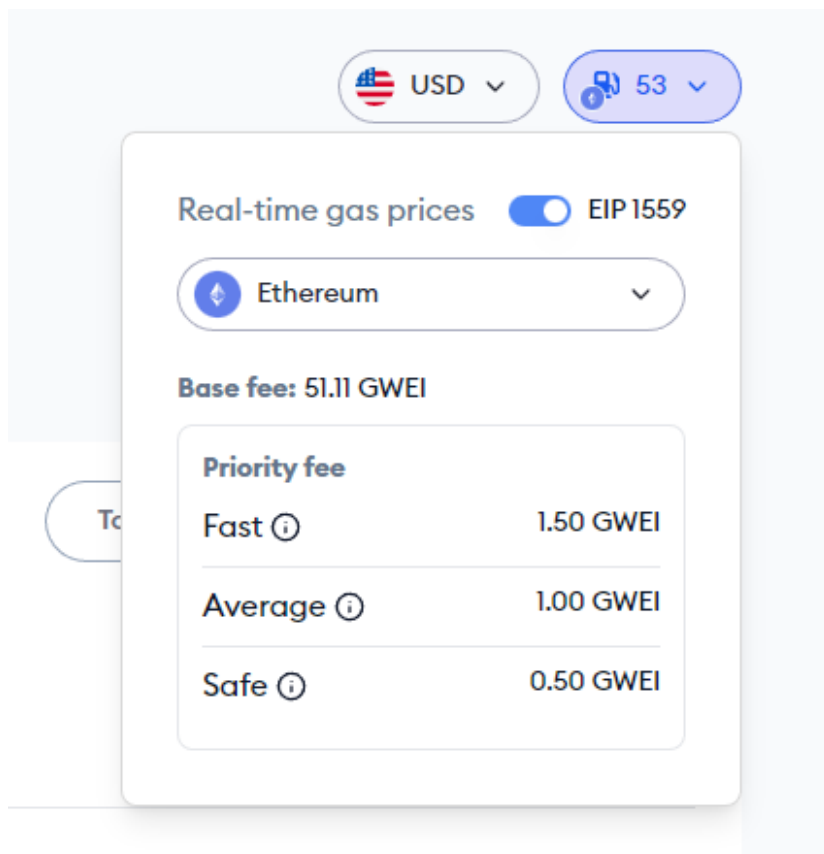 USD 53
Real-time gas prices EIP 1559
Ethereum
Base fee: 51.11 GWEI
Priority fee
Fast 1.50 GWEI
Average 1.00 GWEI
Safe 0.50 GWEI